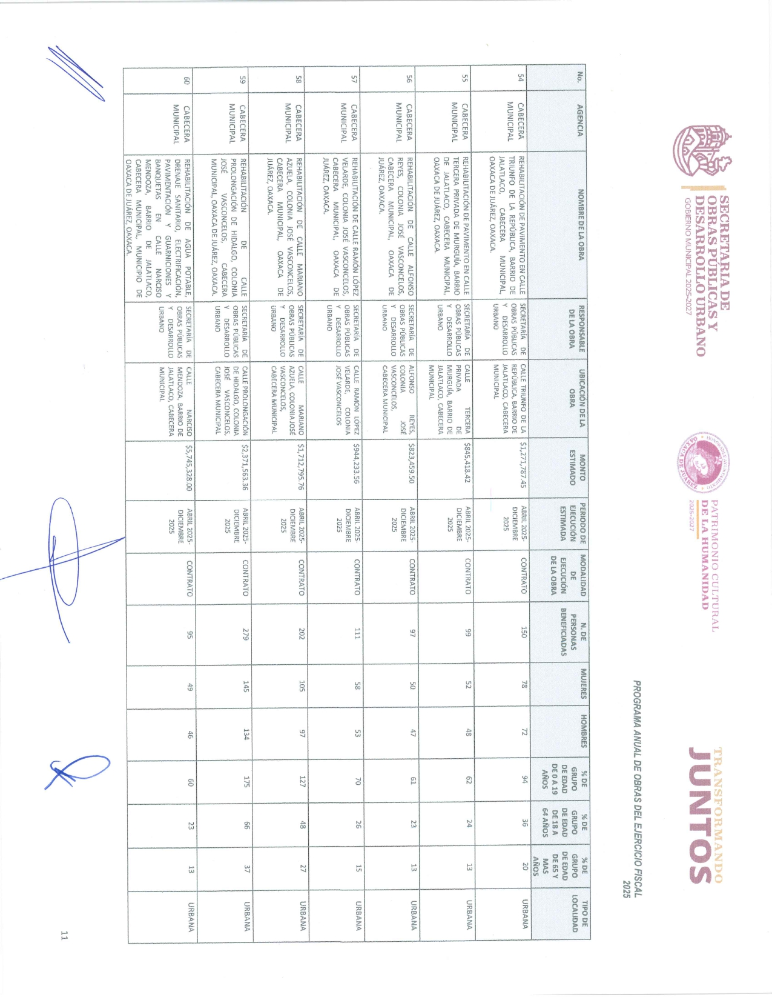 SECRETARIA DE
OBRAS PÚBLICAS Y
DESARROLLO URBANO
GOBIERNO MUNICIPAL 2025-2027
HONORABLE AYUNTAMIENTO
OAXACA DE JUÁREZ
PATRIMONIO CULTURAL
DE LA HUMANIDAD
2025-2027
TRANSFORMANDO
JUNTOS
PROGRAMA ANUAL DE OBRAS DEL EJERCICIO FISCAL
2025
No.
AGENCIA
NOMBRE DE LA OBRA
RESPONSABLE
DE LA OBRA
UBICACIÓN DE LA
OBRA
MONTO
ESTIMADO
PERIODO DE
EJECUCIÓN
ESTIMADA
MODALIDAD
DE
EJECUCIÓN
DE LA OBRA
N. DE
PERSONAS
BENEFICIADAS
MUJERES
HOMBRES
% DE
GRUPO
DE EDAD
DE 0 A 19
AÑOS
% DE
GRUPO
DE EDAD
DE 18 A
64 AÑOS
% DE
GRUPO
DE EDAD
DE 65 Y
MAS
AÑOS
TIPO DE
LOCALIDAD
54
CABECERA
MUNICIPAL
REHABILITACIÓN DE PAVIMENTO EN CALLE
TRIUNFO DE LA REPÚBLICA, BARRIO DE
JALATLACO, CABECERA MUNICIPAL,
OAXACA DE JUÁREZ, OAXACA.
SECRETARÍA DE
OBRAS PÚBLICAS
Y DESARROLLO
URBANO
CALLE TRIUNFO DE LA
REPÚBLICA, BARRIO DE
JALATLACO, CABECERA
MUNICIPAL
$1,271,787.45
ABRIL 2025-
DICIEMBRE
2025
CONTRATO
150
78
72
94
36
20
URBANA
55
CABECERA
MUNICIPAL
REHABILITACIÓN DE PAVIMENTO EN CALLE
TERCERA PRIVADA DE MURGUÍA, BARRIO
DE JALATLACO, CABECERA MUNICIPAL,
OAXACA DE JUÁREZ, OAXACA.
SECRETARÍA DE
OBRAS PÚBLICAS
Y DESARROLLO
URBANO
CALLE TERCERA
PRIVADA DE
MURGUÍA, BARRIO DE
JALATLACO, CABECERA
MUNICIPAL
$845,418.42
ABRIL 2025-
DICIEMBRE
2025
CONTRATO
99
52
48
62
24
13
URBANA
56
CABECERA
MUNICIPAL
REHABILITACIÓN DE CALLE ALFONSO
REYES, COLONIA JOSÉ VASCONCELOS,
CABECERA MUNICIPAL, OAXACA DE
JUÁREZ, OAXACA.
SECRETARÍA DE
OBRAS PÚBLICAS
Y DESARROLLO
URBANO
ALFONSO REYES,
COLONIA JOSÉ
VASCONCELOS,
CABECERA MUNICIPAL
$823,459.50
ABRIL 2025-
DICIEMBRE
2025
CONTRATO
97
50
47
61
23
13
URBANA
57
CABECERA
MUNICIPAL
REHABILITACIÓN DE CALLE RAMÓN LÓPEZ
VELARDE, COLONIA JOSÉ VASCONCELOS,
CABECERA MUNICIPAL, OAXACA DE
JUÁREZ, OAXACA.
SECRETARÍA DE
OBRAS PÚBLICAS
Y DESARROLLO
URBANO
CALLE RAMÓN LÓPEZ
VELARDE, COLONIA
JOSÉ VASCONCELOS
$944,233.56
ABRIL 2025-
DICIEMBRE
2025
CONTRATO
111
58
53
70
26
15
URBANA
58
CABECERA
MUNICIPAL
REHABILITACIÓN DE CALLE MARIANO
AZUELA, COLONIA JOSÉ VASCONCELOS,
CABECERA MUNICIPAL, OAXACA DE
JUÁREZ, OAXACA.
SECRETARÍA DE
OBRAS PÚBLICAS
Y DESARROLLO
URBANO
CALLE MARIANO
AZUELA, COLONIA JOSÉ
VASCONCELOS,
CABECERA MUNICIPAL
$1,712,795.76
ABRIL 2025-
DICIEMBRE
2025
CONTRATO
202
105
97
127
48
27
URBANA
59
CABECERA
MUNICIPAL
REHABILITACIÓN DE CALLE
PROLONGACIÓN DE HIDALGO, COLONIA
JOSÉ VASCONCELOS, CABECERA
MUNICIPAL, OAXACA DE JUÁREZ, OAXACA.
SECRETARÍA DE
OBRAS PÚBLICAS
Y DESARROLLO
URBANO
CALLE PROLONGACIÓN
DE HIDALGO, COLONIA
JOSÉ VASCONCELOS,
CABECERA MUNICIPAL
$2,371,563.36
ABRIL 2025-
DICIEMBRE
2025
CONTRATO
279
145
134
175
66
37
URBANA
60
CABECERA
MUNICIPAL
REHABILITACIÓN DE AGUA POTABLE,
DRENAJE SANITARIO, ELECTRIFICACIÓN,
PAVIMENTACIÓN Y GUARNICIONES Y
BANQUETAS EN CALLE NARCISO
MENDOZA, BARRIO DE JALATLACO,
CABECERA MUNICIPAL, MUNICIPIO DE
OAXACA DE JUÁREZ, OAXACA.
SECRETARÍA DE
OBRAS PÚBLICAS
Y DESARROLLO
URBANO
CALLE NARCISO
MENDOZA, BARRIO DE
JALATLACO, CABECERA
MUNICIPAL
$5,745,328.00
ABRIL 2025-
DICIEMBRE
2025
CONTRATO
95
49
46
60
23
13
URBANA
11